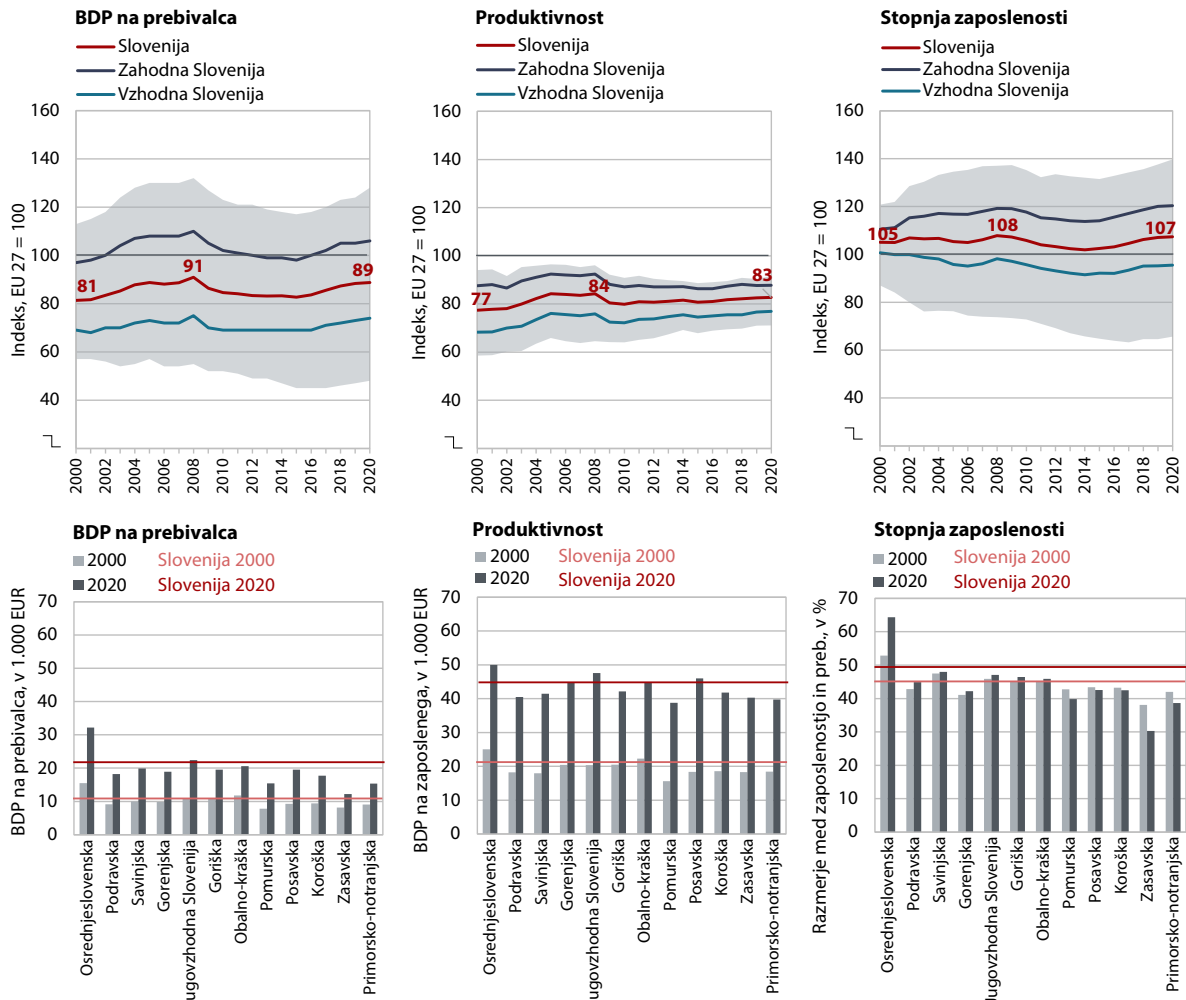 BDP na prebivalca
Slovenija
Zahodna Slovenija
Vzhodna Slovenija
Indeks, EU 27 = 100
160
140
120
100
80
60
40
81
91
89
2000
2002
2004
2006
2008
2010
2012
2014
2016
2018
2020
Produktivnost
Slovenija
Zahodna Slovenija
Vzhodna Slovenija
Indeks, EU 27 = 100
160
140
120
100
80
60
40
77
84
83
2000
2002
2004
2006
2008
2010
2012
2014
2016
2018
2020
Stopnja zaposlenosti
Slovenija
Zahodna Slovenija
Vzhodna Slovenija
Indeks, EU 27 = 100
160
140
120
100
80
60
40
105
108
107
2000
2002
2004
2006
2008
2010
2012
2014
2016
2018
2020
BDP na prebivalca
2000 Slovenija 2000
2020 Slovenija 2020
BDP na prebivalca, v 1.000 EUR
70
60
50
40
30
20
10
0
Osrednjeslovenska
Podravska
Savinjska
Gorenjska
ugovzhodna Slovenija
Goriška
Obalno-kraška
Pomurska
Posavska
Koroška
Zasavska
Primorsko-notranjska
Produktivnost
2000 Slovenija 2000
2020 Slovenija 2020
BDP na zaposlenega, v 1.000 EUR
70
60
50
40
30
20
10
0
Osrednjeslovenska
Podravska
Savinjska
Gorenjska
ugovzhodna Slovenija
Goriška
Obalno-kraška
Pomurska
Posavska
Koroška
Zasavska
Primorsko-notranjska
Stopnja zaposlenosti
2000 Slovenija 2000
2020 Slovenija 2020
Razmerje med zaposlenostjo in preb., v %
70
60
50
40
30
20
10
0
Osrednjeslovenska
Podravska
Savinjska
Gorenjska
Jugovzhodna Slovenija
Goriška
Obalno-kraška
Pomurska
Posavska
Koroška
Zasavska
Primorsko-notranjska